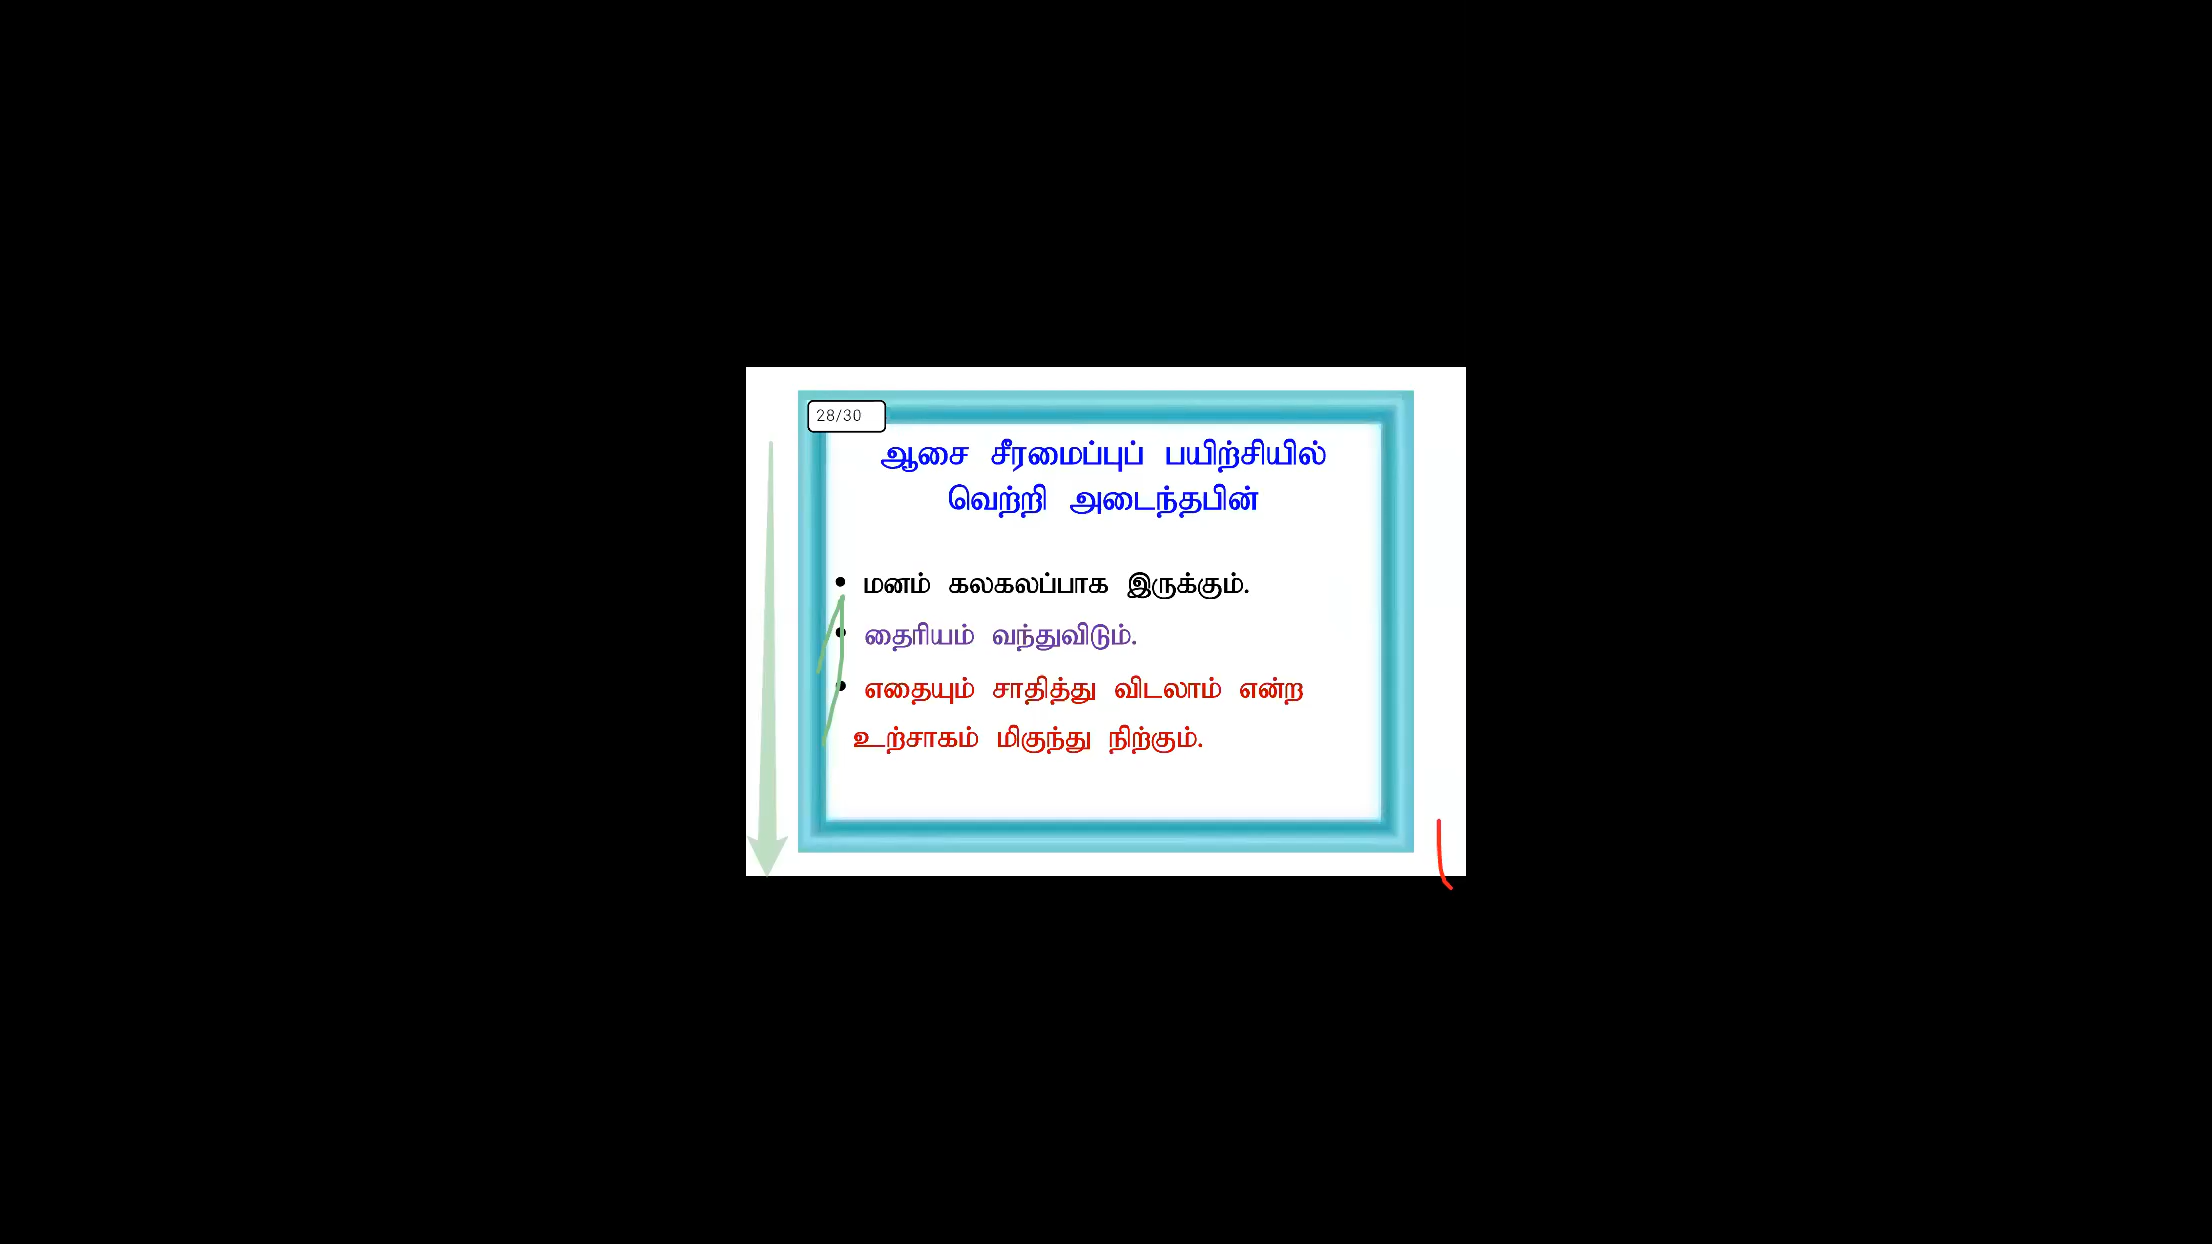 28/30
ஆசை சீரமைப்புப் பயிற்சியில்
வெற்றி அடைந்தபின்
• மனம் கலகலப்பாக இருக்கும்.
• தைரியம் வந்துவிடும்.
• எதையும் சாதித்து விடலாம் என்ற
உற்சாகம் மிகுந்து நிற்கும்.